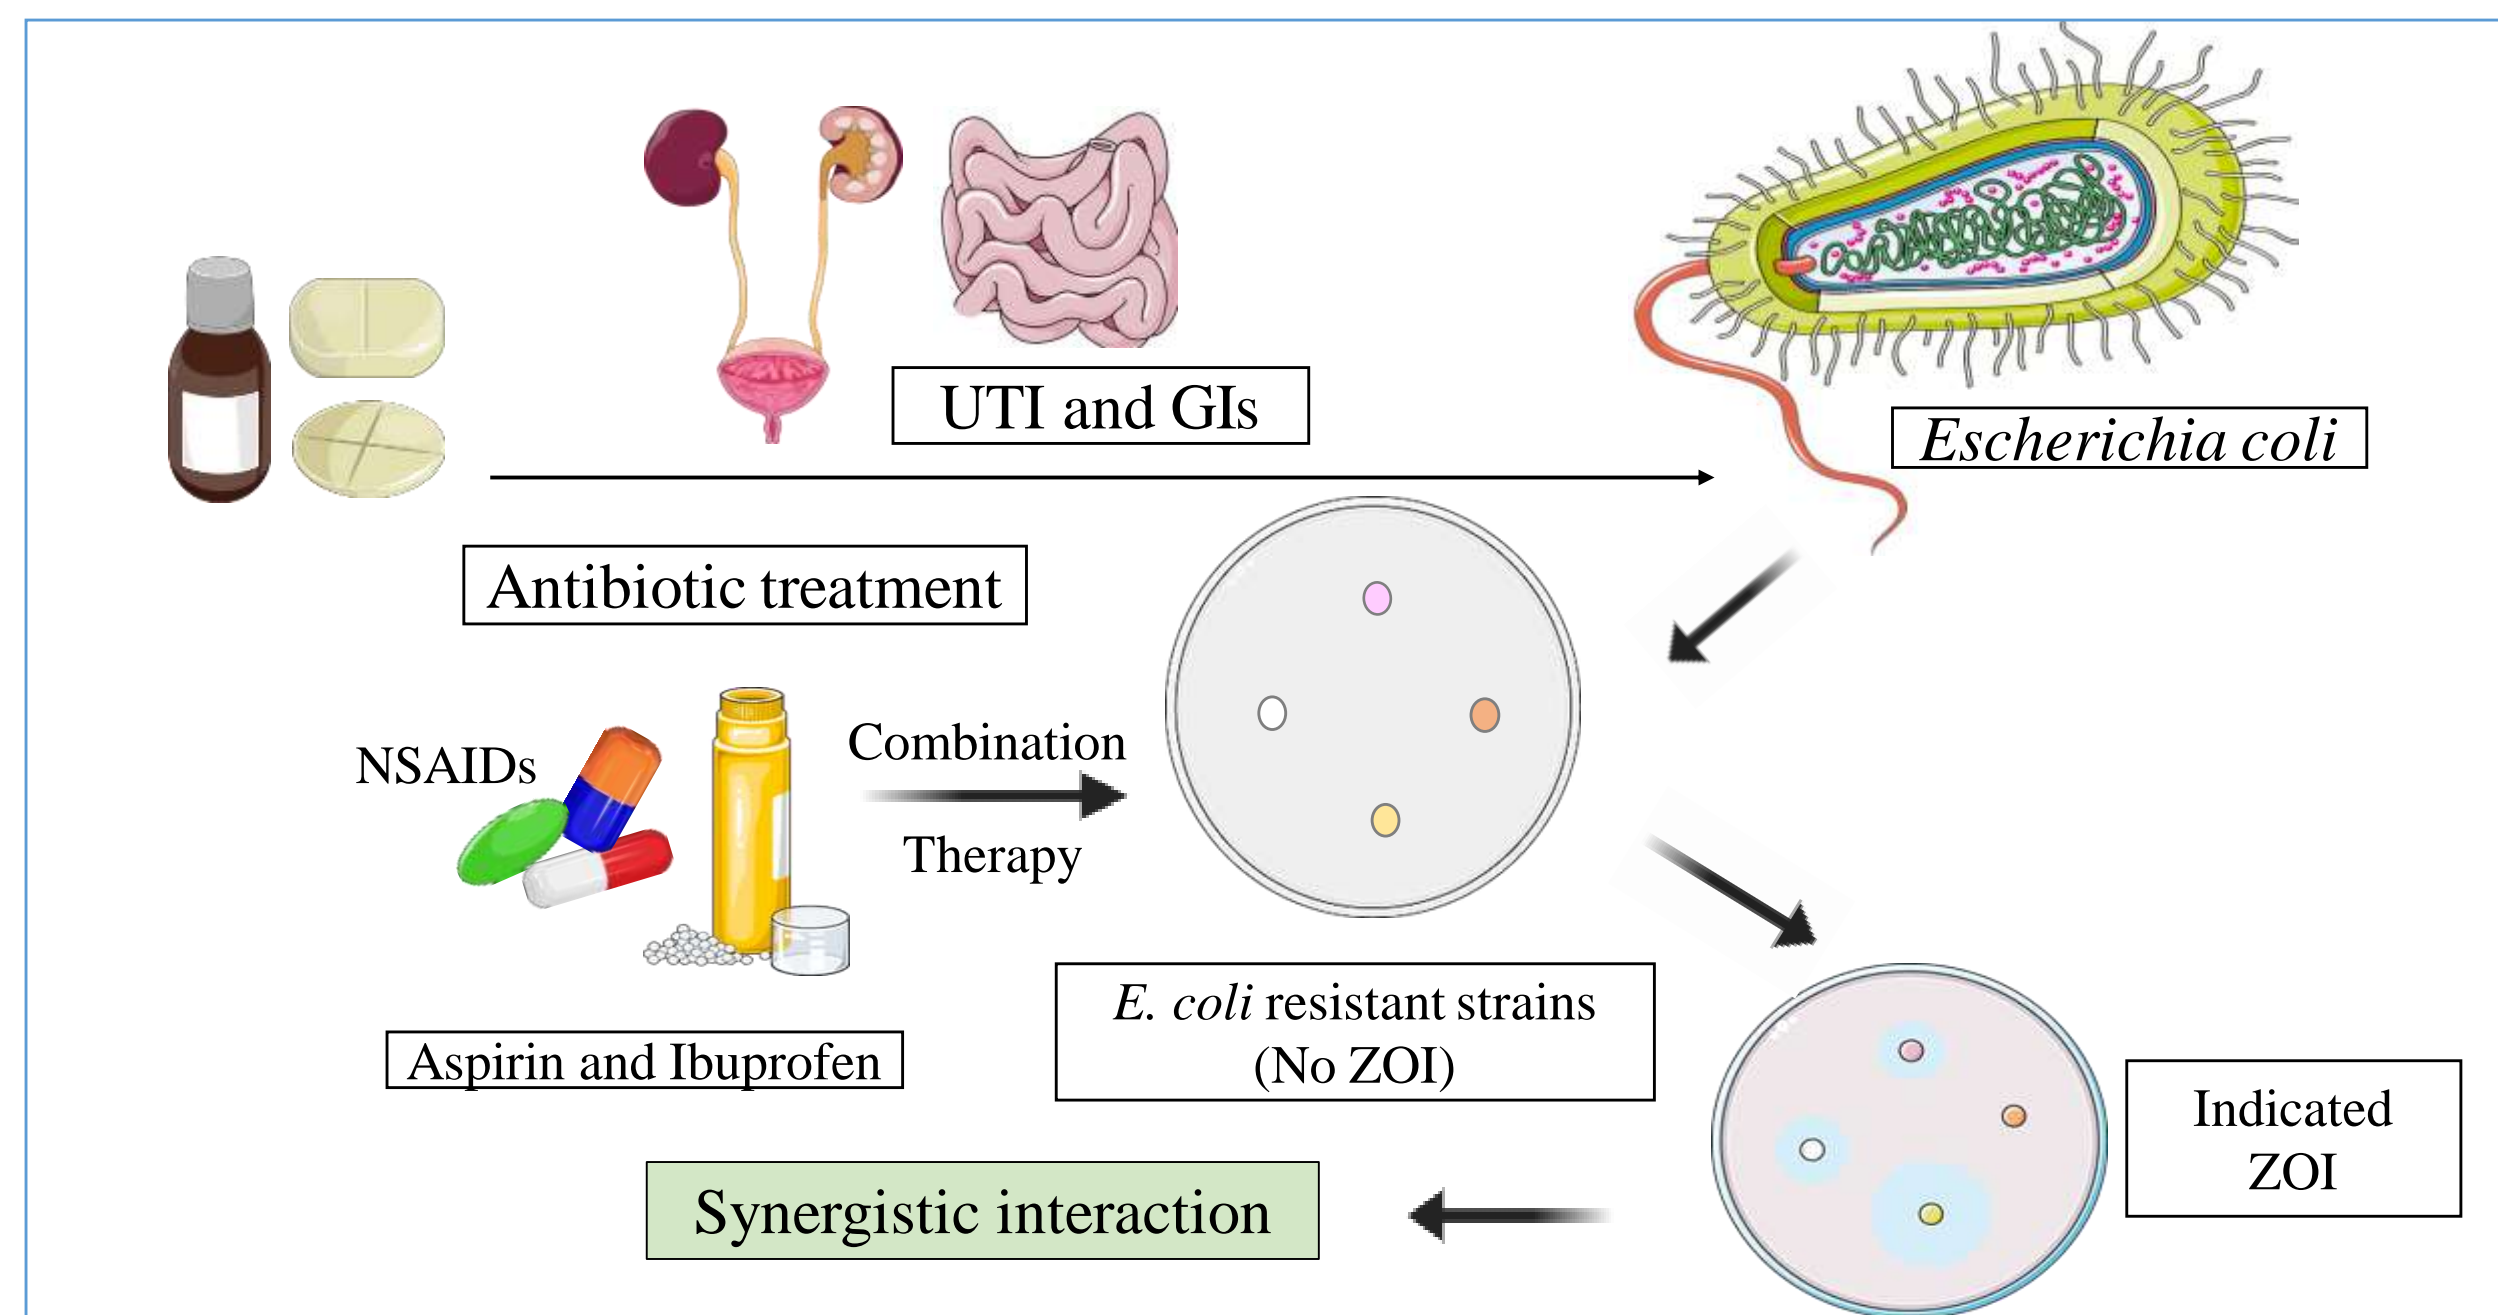 UTI and GIs
Escherichia coli
Antibiotic treatment
NSAIDs
Combination
Therapy
Aspirin and Ibuprofen
E. coli resistant strains
(No ZOI)
Indicated
ZOI
Synergistic interaction